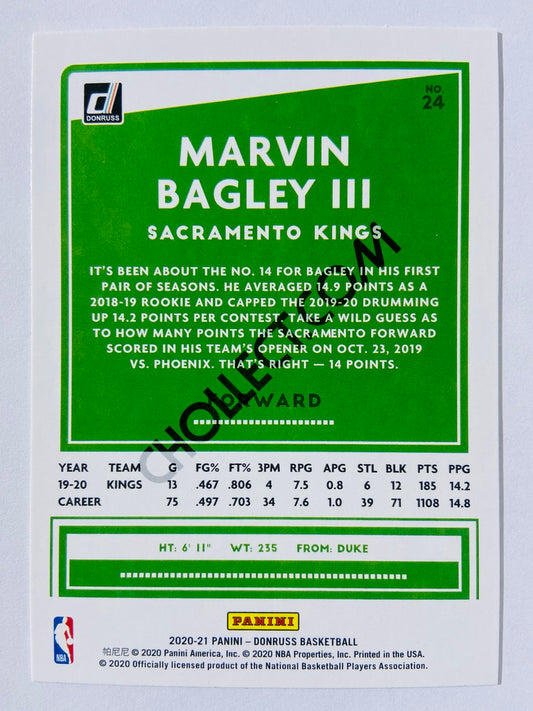 DONRUSS
NO.
24
MARVIN
BAGLEY III
SACRAMENTO KINGS
IT'S BEEN ABOUT THE NO. 14 FOR BAGLEY IN HIS FIRST
PAIR OF SEASONS. HE AVERAGED 14.9 POINTS AS A
2018-19 ROOKIE AND CAPPED THE 2019-20 DRUMMING
UP 14.2 POINTS PER CONTEST. TAKE A WILD GUESS AS
TO HOW MANY POINTS THE SACRAMENTO FORWARD
SCORED IN HIS TEAM'S OPENER ON OCT. 23, 2019
VS. PHOENIX. THAT'S RIGHT — 14 POINTS.
FORWARD
CHOLLECT.COM
YEAR TEAM G FG% FT% 3PM RPG APG STL BLK PTS PPG
19-20 KINGS 13 .467 .806 4 7.5 0.8 6 12 185 14.2
CAREER 75 .497 .703 34 7.6 1.0 39 71 1108 14.8
HT: 6' 11" WT: 235 FROM: DUKE
PANINI
NBA
2020-21 PANINI – DONRUSS BASKETBALL
帕尼尼 © 2020 Panini America, Inc. © 2020 NBA Properties, Inc. Printed in the USA.
© 2020 Officially licensed product of the National Basketball Players Association.